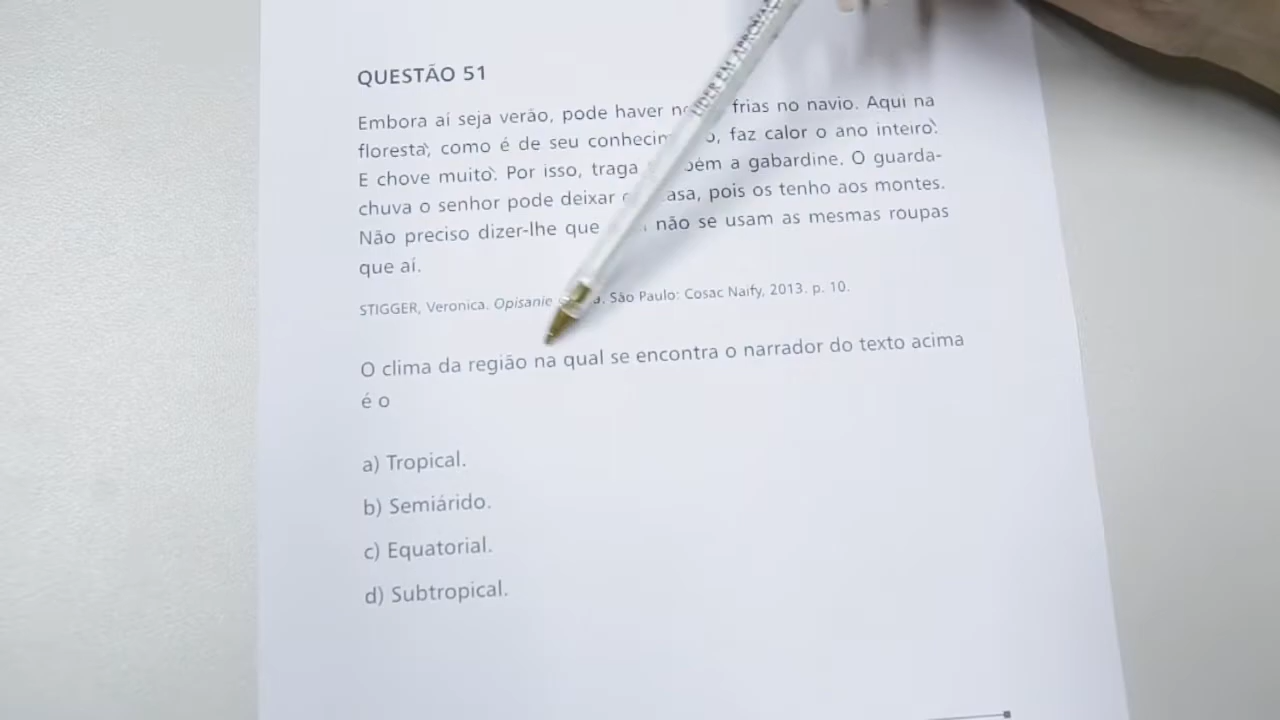 QUESTÃO 51
Embora aí seja verão, pode haver frias no navio. Aqui na
floresta, como é de seu faz calor o ano inteiro.
E chove muito. Por isso, traga a gabardine. O guarda-
chuva o senhor pode deixar pois os tenho aos montes.
Não preciso dizer-lhe que não se usam as mesmas roupas
que aí.
STIGGER, Veronica. Opisanie São Paulo: Cosac Naify, 2013. p. 10.
O clima da região na qual se encontra o narrador do texto acima
é o
a) Tropical.
b) Semiárido.
c) Equatorial.
d) Subtropical.
LÍDER EM APROVAÇ